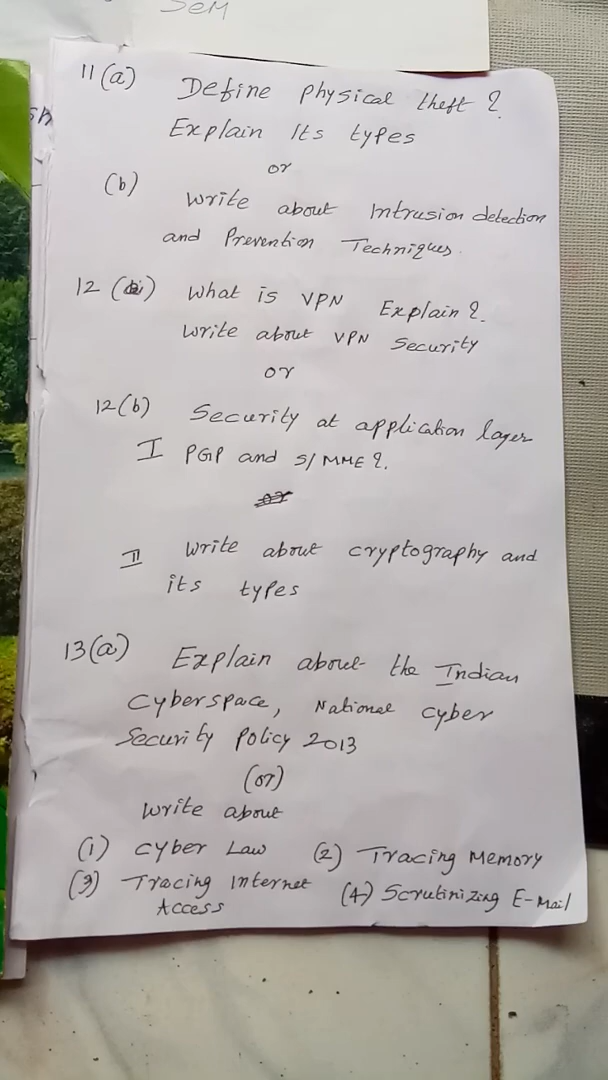 SeM
11(a) Define physical theft ?
Explain Its types
or
(b) Write about Intrusion detection
and Prevention Techniques.
12 (a) What is VPN Explain ?
Write about VPN Security
or
12(b) Security at application layer
I PGP and S/MME ?.
II Write about cryptography and
its types
13(a) Explain about the Indian
Cyberspace, National cyber
Security Policy 2013
(or)
Write about
(1) Cyber Law (2) Tracing Memory
(3) Tracing Internet Access (4) Scrutinizing E-Mail